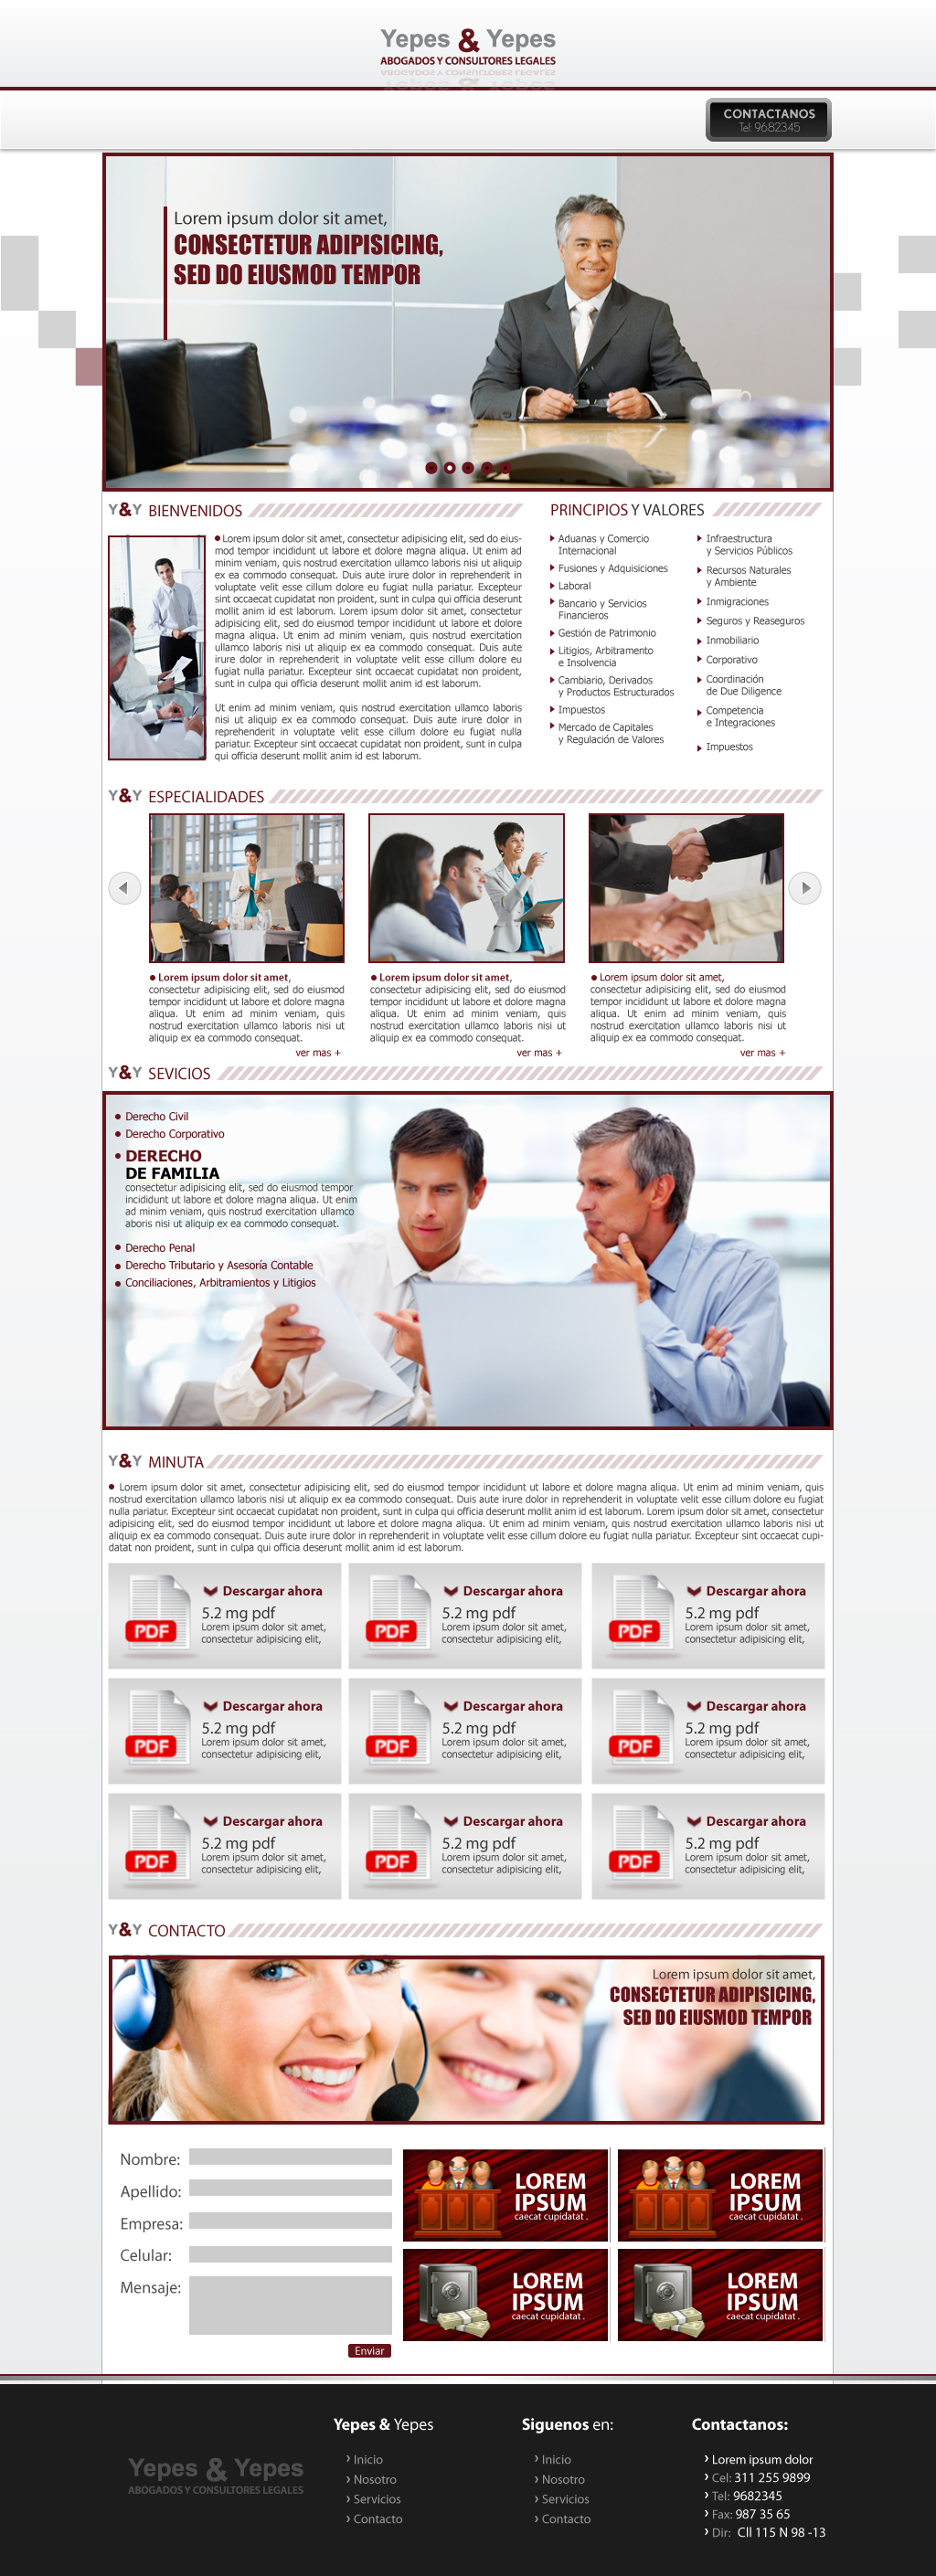 Yepes & Yepes
ABOGADOS Y CONSULTORES LEGALES
CONTACTANOS
Tel: 9682345
Lorem ipsum dolor sit amet,
CONSECTETUR ADIPISICING,
SED DO EIUSMOD TEMPOR
Y&Y BIENVENIDOS
Lorem ipsum dolor sit amet, consectetur adipisicing elit, sed do eius-
mod tempor incididunt ut labore et dolore magna aliqua. Ut enim ad
minim veniam, quis nostrud exercitation ullamco laboris nisi ut aliquip
ex ea commodo consequat. Duis aute irure dolor in reprehenderit in
voluptate velit esse cillum dolore eu fugiat nulla pariatur. Excepteur
sint occaecat cupidatat non proident, sunt in culpa qui officia deserunt
mollit anim id est laborum. Lorem ipsum dolor sit amet, consectetur
adipisicing elit, sed do eiusmod tempor incididunt ut labore et dolore
magna aliqua. Ut enim ad minim veniam, quis nostrud exercitation
ullamco laboris nisi ut aliquip ex ea commodo consequat. Duis aute
irure dolor in reprehenderit in voluptate velit esse cillum dolore eu
fugiat nulla pariatur. Excepteur sint occaecat cupidatat non proident,
sunt in culpa qui officia deserunt mollit anim id est laborum.
Ut enim ad minim veniam, quis nostrud exercitation ullamco laboris
nisi ut aliquip ex ea commodo consequat. Duis aute irure dolor in
reprehenderit in voluptate velit esse cillum dolore eu fugiat nulla
pariatur. Excepteur sint occaecat cupidatat non proident, sunt in culpa
qui officia deserunt mollit anim id est laborum.
PRINCIPIOS Y VALORES
Aduanas y Comercio
Internacional
Fusiones y Adquisiciones
Laboral
Bancario y Servicios
Financieros
Gestión de Patrimonio
Litigios, Arbitramento
e Insolvencia
Cambiario, Derivados
y Productos Estructurados
Impuestos
Mercado de Capitales
y Regulación de Valores
Infraestructura
y Servicios Públicos
Recursos Naturales
y Ambiente
Inmigraciones
Seguros y Reaseguros
Inmobiliario
Corporativo
Coordinación
de Due Diligence
Competencia
e Integraciones
Impuestos
Y&Y ESPECIALIDADES
Lorem ipsum dolor sit amet,
consectetur adipisicing elit, sed do eiusmod
tempor incididunt ut labore et dolore magna
aliqua. Ut enim ad minim veniam, quis
nostrud exercitation ullamco laboris nisi ut
aliquip ex ea commodo consequat.
ver mas +
Lorem ipsum dolor sit amet,
consectetur adipisicing elit, sed do eiusmod
tempor incididunt ut labore et dolore magna
aliqua. Ut enim ad minim veniam, quis
nostrud exercitation ullamco laboris nisi ut
aliquip ex ea commodo consequat.
ver mas +
Lorem ipsum dolor sit amet,
consectetur adipisicing elit, sed do eiusmod
tempor incididunt ut labore et dolore magna
aliqua. Ut enim ad minim veniam, quis
nostrud exercitation ullamco laboris nisi ut
aliquip ex ea commodo consequat.
ver mas +
Y&Y SEVICIOS
Derecho Civil
Derecho Corporativo
DERECHO
DE FAMILIA
consectetur adipisicing elit, sed do eiusmod tempor
incididunt ut labore et dolore magna aliqua. Ut enim
ad minim veniam, quis nostrud exercitation ullamco
aboris nisi ut aliquip ex ea commodo consequat.
Derecho Penal
Derecho Tributario y Asesoría Contable
Conciliaciones, Arbitramientos y Litigios
Y&Y MINUTA
Lorem ipsum dolor sit amet, consectetur adipisicing elit, sed do eiusmod tempor incididunt ut labore et dolore magna aliqua. Ut enim ad minim veniam, quis
nostrud exercitation ullamco laboris nisi ut aliquip ex ea commodo consequat. Duis aute irure dolor in reprehenderit in voluptate velit esse cillum dolore eu fugiat
nulla pariatur. Excepteur sint occaecat cupidatat non proident, sunt in culpa qui officia deserunt mollit anim id est laborum. Lorem ipsum dolor sit amet, consectetur
adipisicing elit, sed do eiusmod tempor incididunt ut labore et dolore magna aliqua. Ut enim ad minim veniam, quis nostrud exercitation ullamco laboris nisi ut
aliquip ex ea commodo consequat. Duis aute irure dolor in reprehenderit in voluptate velit esse cillum dolore eu fugiat nulla pariatur. Excepteur sint occaecat cupi-
datat non proident, sunt in culpa qui officia deserunt mollit anim id est laborum.
PDF
Descargar ahora
5.2 mg pdf
Lorem ipsum dolor sit amet,
consectetur adipisicing elit,
PDF
Descargar ahora
5.2 mg pdf
Lorem ipsum dolor sit amet,
consectetur adipisicing elit,
PDF
Descargar ahora
5.2 mg pdf
Lorem ipsum dolor sit amet,
consectetur adipisicing elit,
PDF
Descargar ahora
5.2 mg pdf
Lorem ipsum dolor sit amet,
consectetur adipisicing elit,
PDF
Descargar ahora
5.2 mg pdf
Lorem ipsum dolor sit amet,
consectetur adipisicing elit,
PDF
Descargar ahora
5.2 mg pdf
Lorem ipsum dolor sit amet,
consectetur adipisicing elit,
PDF
Descargar ahora
5.2 mg pdf
Lorem ipsum dolor sit amet,
consectetur adipisicing elit,
PDF
Descargar ahora
5.2 mg pdf
Lorem ipsum dolor sit amet,
consectetur adipisicing elit,
PDF
Descargar ahora
5.2 mg pdf
Lorem ipsum dolor sit amet,
consectetur adipisicing elit,
Y&Y CONTACTO
Lorem ipsum dolor sit amet,
CONSECTETUR ADIPISICING,
SED DO EIUSMOD TEMPOR
Nombre:
Apellido:
Empresa:
Celular:
Mensaje:
Enviar
LOREM
IPSUM
caecat cupidatat .
LOREM
IPSUM
caecat cupidatat .
LOREM
IPSUM
caecat cupidatat .
LOREM
IPSUM
caecat cupidatat .
Yepes & Yepes
ABOGADOS Y CONSULTORES LEGALES
Yepes & Yepes
Inicio
Nosotro
Servicios
Contacto
Siguenos en:
Inicio
Nosotro
Servicios
Contacto
Contactanos:
Lorem ipsum dolor
Cel: 311 255 9899
Tel: 9682345
Fax: 987 35 65
Dir: Cll 115 N 98 -13